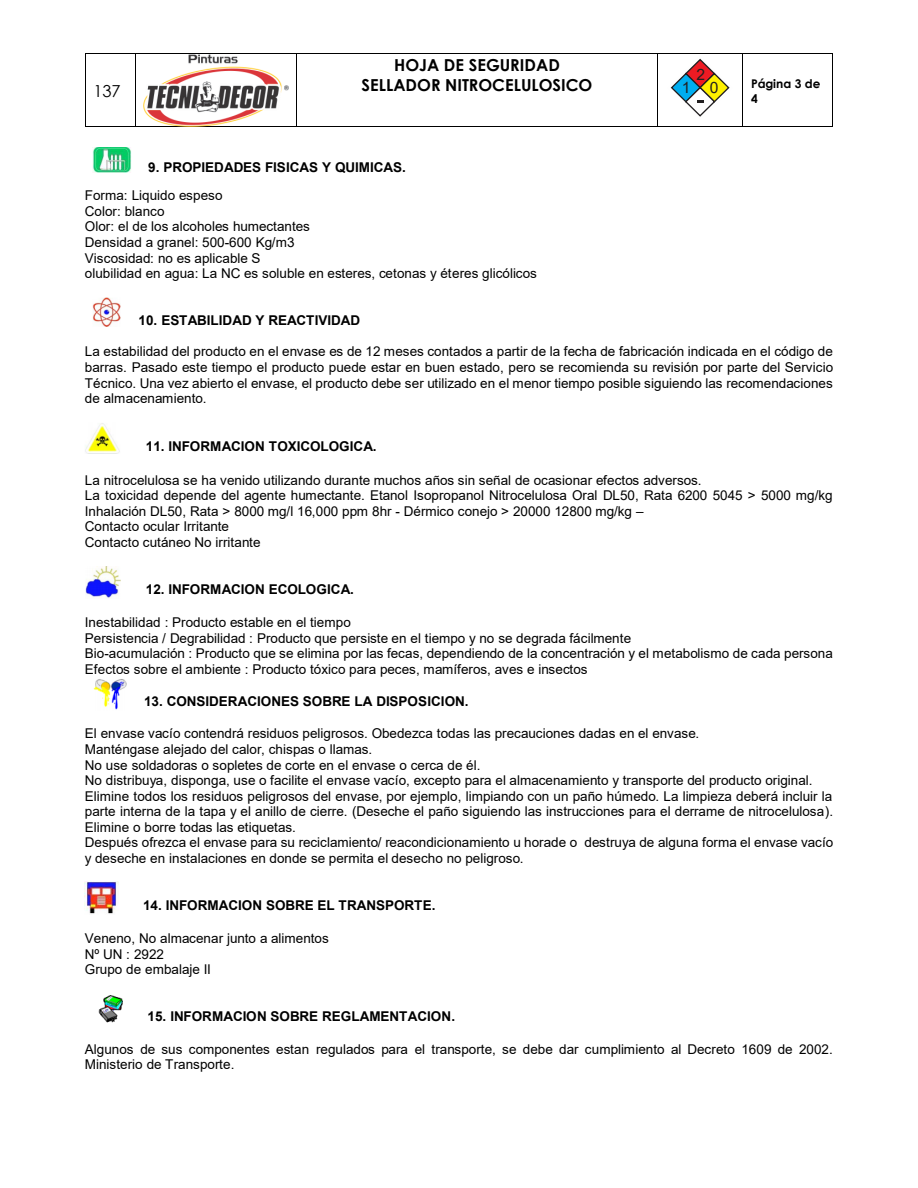 137
Pinturas
TECNI DECOR®
HOJA DE SEGURIDAD
SELLADOR NITROCELULOSICO
2
1
0
-
Página 3 de
4
9. PROPIEDADES FISICAS Y QUIMICAS.
Forma: Liquido espeso
Color: blanco
Olor: el de los alcoholes humectantes
Densidad a granel: 500-600 Kg/m3
Viscosidad: no es aplicable S
olubilidad en agua: La NC es soluble en esteres, cetonas y éteres glicólicos
10. ESTABILIDAD Y REACTIVIDAD
La estabilidad del producto en el envase es de 12 meses contados a partir de la fecha de fabricación indicada en el código de
barras. Pasado este tiempo el producto puede estar en buen estado, pero se recomienda su revisión por parte del Servicio
Técnico. Una vez abierto el envase, el producto debe ser utilizado en el menor tiempo posible siguiendo las recomendaciones
de almacenamiento.
11. INFORMACION TOXICOLOGICA.
La nitrocelulosa se ha venido utilizando durante muchos años sin señal de ocasionar efectos adversos.
La toxicidad depende del agente humectante. Etanol Isopropanol Nitrocelulosa Oral DL50, Rata 6200 5045 > 5000 mg/kg
Inhalación DL50, Rata > 8000 mg/l 16,000 ppm 8hr - Dérmico conejo > 20000 12800 mg/kg –
Contacto ocular Irritante
Contacto cutáneo No irritante
12. INFORMACION ECOLOGICA.
Inestabilidad : Producto estable en el tiempo
Persistencia / Degrabilidad : Producto que persiste en el tiempo y no se degrada fácilmente
Bio-acumulación : Producto que se elimina por las fecas, dependiendo de la concentración y el metabolismo de cada persona
Efectos sobre el ambiente : Producto tóxico para peces, mamíferos, aves e insectos
13. CONSIDERACIONES SOBRE LA DISPOSICION.
El envase vacío contendrá residuos peligrosos. Obedezca todas las precauciones dadas en el envase.
Manténgase alejado del calor, chispas o llamas.
No use soldadoras o sopletes de corte en el envase o cerca de él.
No distribuya, disponga, use o facilite el envase vacío, excepto para el almacenamiento y transporte del producto original.
Elimine todos los residuos peligrosos del envase, por ejemplo, limpiando con un paño húmedo. La limpieza deberá incluir la
parte interna de la tapa y el anillo de cierre. (Deseche el paño siguiendo las instrucciones para el derrame de nitrocelulosa).
Elimine o borre todas las etiquetas.
Después ofrezca el envase para su reciclamiento/ reacondicionamiento u horade o destruya de alguna forma el envase vacío
y deseche en instalaciones en donde se permita el desecho no peligroso.
14. INFORMACION SOBRE EL TRANSPORTE.
Veneno, No almacenar junto a alimentos
Nº UN : 2922
Grupo de embalaje II
15. INFORMACION SOBRE REGLAMENTACION.
Algunos de sus componentes estan regulados para el transporte, se debe dar cumplimiento al Decreto 1609 de 2002.
Ministerio de Transporte.